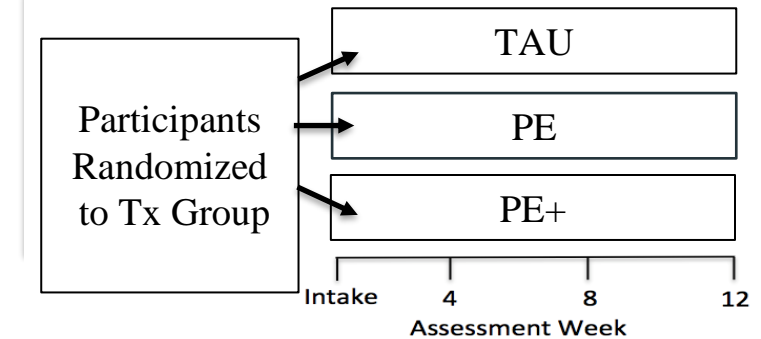 TAU
Participants
Randomized
to Tx Group
PE
PE+
Intake 4 8 12
Assessment Week